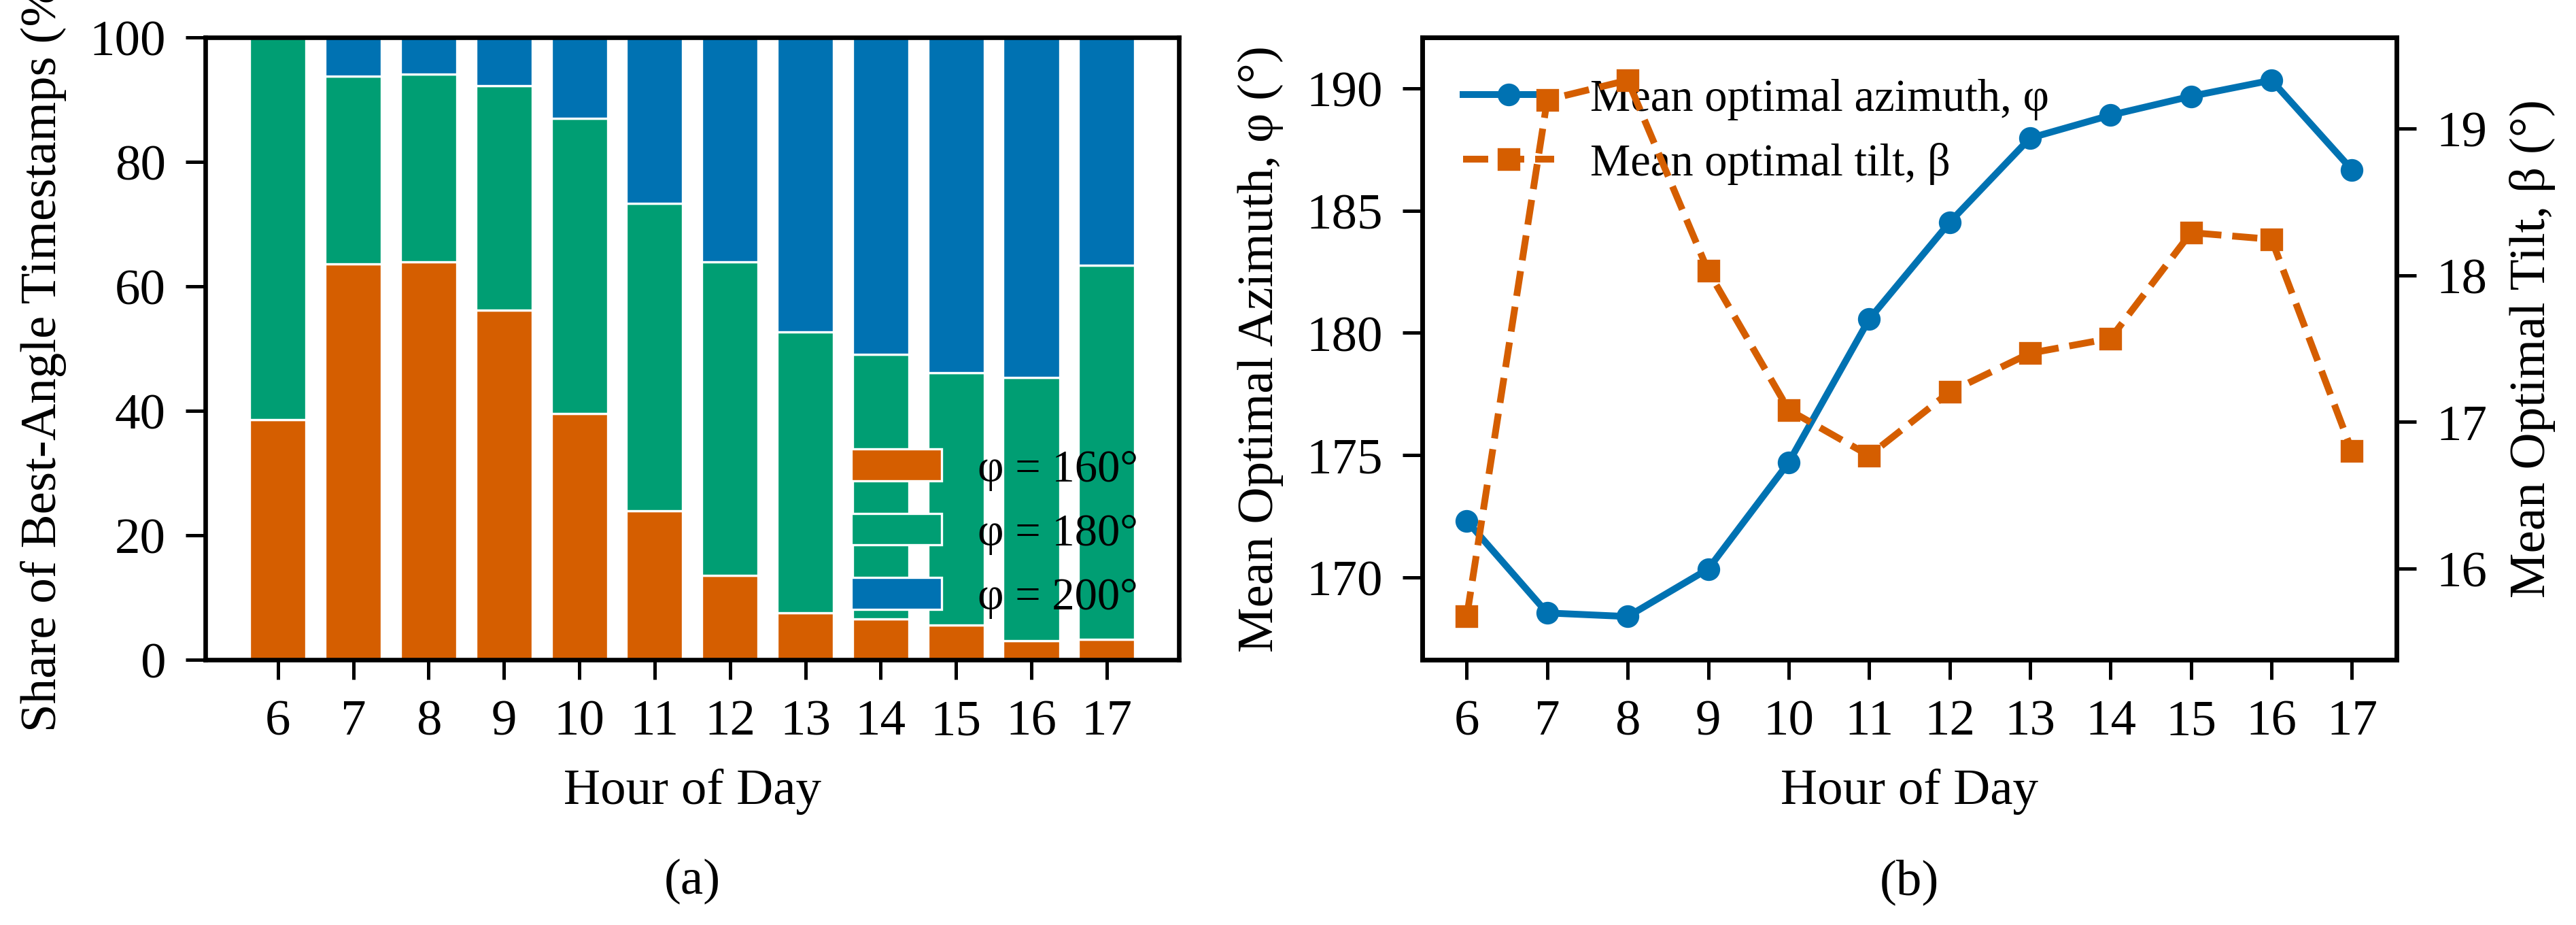 Share of Best-Angle Timestamps (%
100
80
60
40
20
0
φ = 160°
φ = 180°
φ = 200°
6 7 8 9 10 11 12 13 14 15 16 17
Hour of Day
(a)
Mean Optimal Azimuth, φ (°)
190
185
180
175
170
Mean optimal azimuth, φ
Mean optimal tilt, β
19
18
17
16
Mean Optimal Tilt, β (°)
6 7 8 9 10 11 12 13 14 15 16 17
Hour of Day
(b)